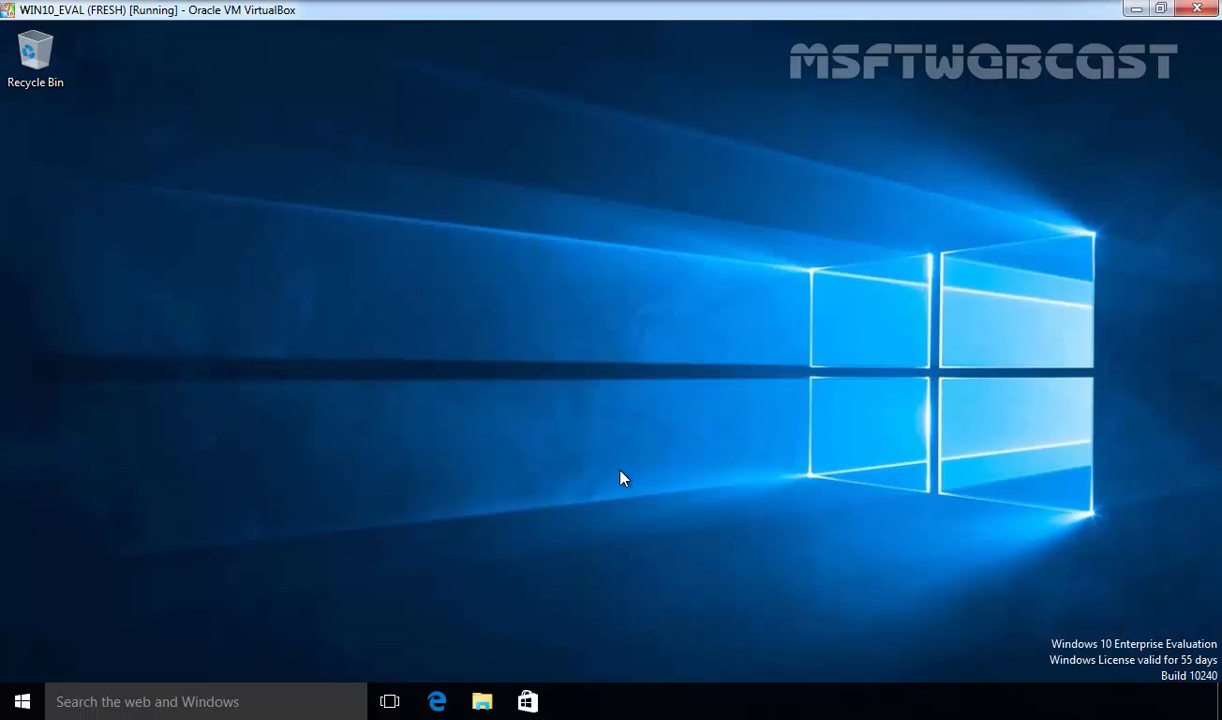 WIN10_EVAL (FRESH) [Running] - Oracle VM VirtualBox
MSFTWEBCAST
Recycle Bin
Windows 10 Enterprise Evaluation
Windows License valid for 55 days
Build 10240
Search the web and Windows